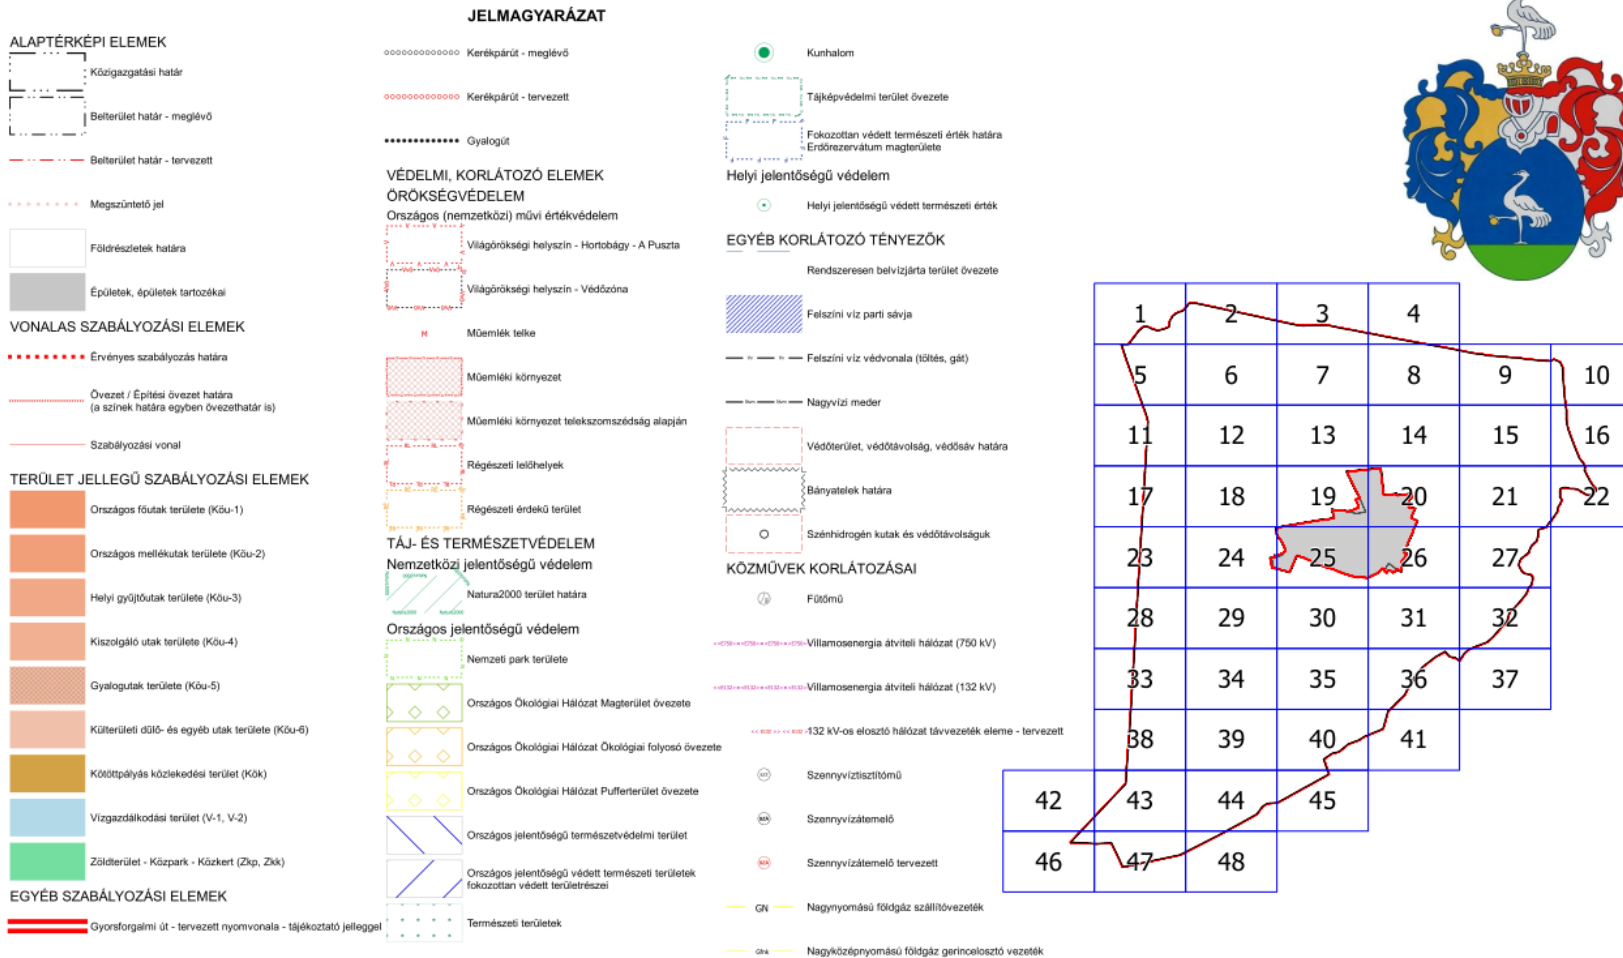 JELMAGYARÁZAT
ALAPTÉRKÉPI ELEMEK
Közigazgatási határ
Belterület határ - meglévő
Belterület határ - tervezett
Megszüntető jel
Földrészletek határa
Épületek, épületek tartozékai
VONALAS SZABÁLYOZÁSI ELEMEK
Érvényes szabályozás határa
Övezet / Építési övezet határa
(a színek határa egyben övezethatár is)
Szabályozási vonal
TERÜLET JELLEGŰ SZABÁLYOZÁSI ELEMEK
Országos főutak területe (Köu-1)
Országos mellékutak területe (Köu-2)
Helyi gyűjtőutak területe (Köu-3)
Kiszolgáló utak területe (Köu-4)
Gyalogutak területe (Köu-5)
Külterületi dűlő- és egyéb utak területe (Köu-6)
Kötöttpályás közlekedési terület (Kök)
Vízgazdálkodási terület (V-1, V-2)
Zöldterület - Közpark - Közkert (Zkp, Zkk)
EGYÉB SZABÁLYOZÁSI ELEMEK
Gyorsforgalmi út - tervezett nyomvonala - tájékoztató jelleggel
Kerékpárút - meglévő
Kerékpárút - tervezett
Gyalogút
VÉDELMI, KORLÁTOZÓ ELEMEK
ÖRÖKSÉGVÉDELEM
Országos (nemzetközi) művi értékvédelem
Világörökségi helyszín - Hortobágy - A Puszta
Világörökségi helyszín - Védőzóna
M Műemlék telke
Műemléki környezet
Műemléki környezet telekszomszédság alapján
Régészeti lelőhelyek
Régészeti érdekű terület
TÁJ- ÉS TERMÉSZETVÉDELEM
Nemzetközi jelentőségű védelem
Natura2000 terület határa
Országos jelentőségű védelem
Nemzeti park területe
Országos Ökológiai Hálózat Magterület övezete
Országos Ökológiai Hálózat Ökológiai folyosó övezete
Országos Ökológiai Hálózat Pufferterület övezete
Országos jelentőségű természetvédelmi terület
Országos jelentőségű védett természeti területek
fokozottan védett területrészei
Természeti területek
Kunhalom
Tájképvédelmi terület övezete
Fokozottan védett természeti érték határa
Erdőrezervátum magterülete
Helyi jelentőségű védelem
Helyi jelentőségű védett természeti érték
EGYÉB KORLÁTOZÓ TÉNYEZŐK
Rendszeresen belvízjárta terület övezete
Felszíni víz parti sávja
Felszíni víz védvonala (töltés, gát)
Nagyvízi meder
Védőterület, védőtávolság, védősáv határa
Bányatelek határa
Szénhidrogén kutak és védőtávolságuk
KÖZMŰVEK KORLÁTOZÁSAI
Fűtőmű
Villamosenergia átviteli hálózat (750 kV)
Villamosenergia átviteli hálózat (132 kV)
132 kV-os elosztó hálózat távvezeték eleme - tervezett
Szennyvíztisztítómű
Szennyvízátemelő
Szennyvízátemelő tervezett
GN Nagynyomású földgáz szállítóvezeték
Gfnk Nagyközépnyomású földgáz gerincelosztó vezeték
1 2 3 4
5 6 7 8 9 10
11 12 13 14 15 16
17 18 19 20 21 22
23 24 25 26 27
28 29 30 31 32
33 34 35 36 37
38 39 40 41
42 43 44 45
46 47 48